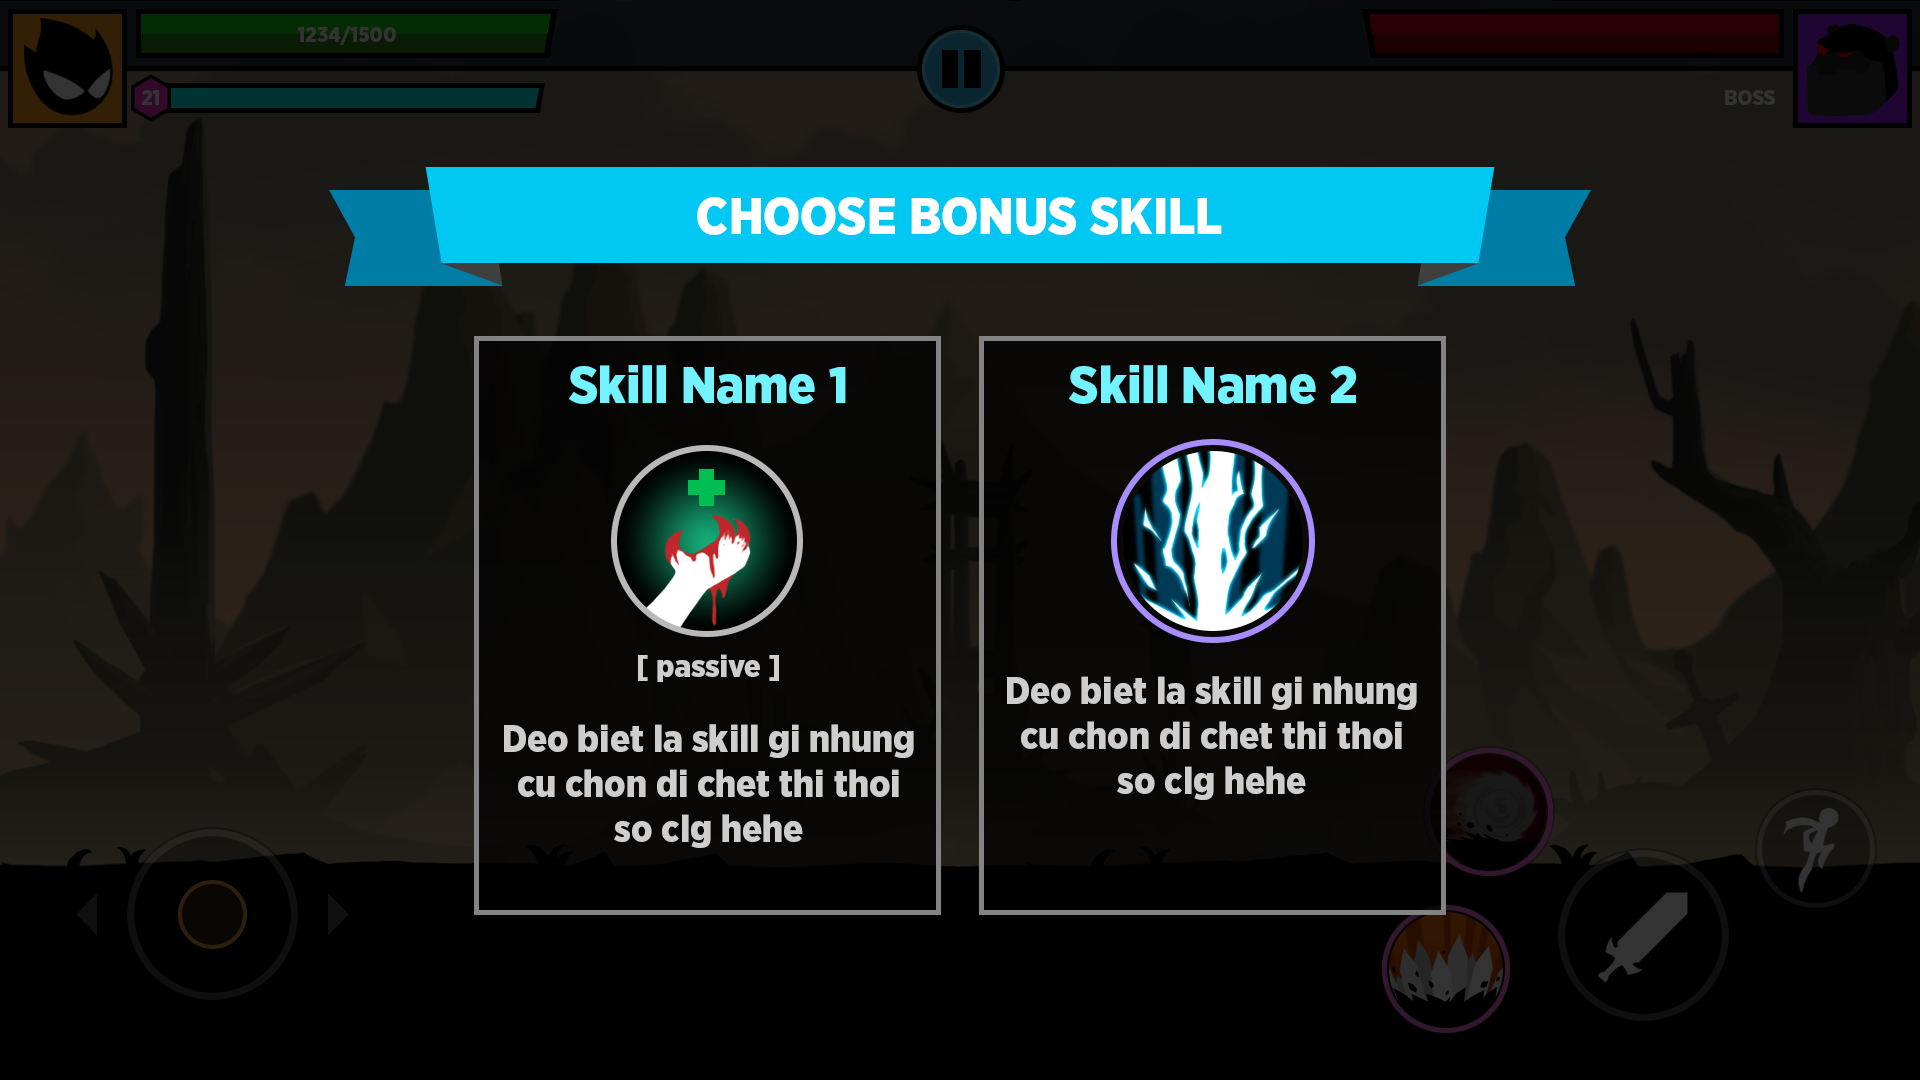 1234/1500
21
BOSS
CHOOSE BONUS SKILL
Skill Name 1
[ passive ]
Deo biet la skill gi nhung
cu chon di chet thi thoi
so clg hehe
Skill Name 2
Deo biet la skill gi nhung
cu chon di chet thi thoi
so clg hehe